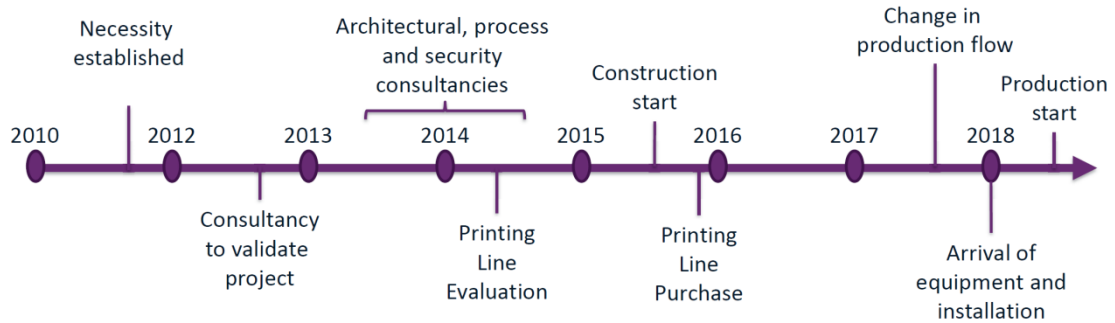 Necessity
established
Architectural, process
and security
consultancies
Construction
start
Change in
production flow
Production
start
2010
2012
2013
2014
2015
2016
2017
2018
Consultancy
to validate
project
Printing
Line
Evaluation
Printing
Line
Purchase
Arrival of
equipment and
installation